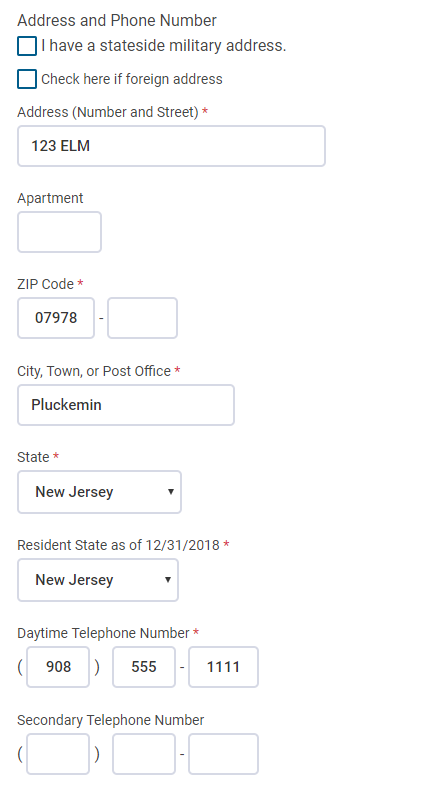 Address and Phone Number
I have a stateside military address.
Check here if foreign address
Address (Number and Street) *
123 ELM
Apartment
ZIP Code *
07978 -
City, Town, or Post Office *
Pluckemin
State *
New Jersey
Resident State as of 12/31/2018 *
New Jersey
Daytime Telephone Number *
( 908 ) 555 - 1111
Secondary Telephone Number
( ) -